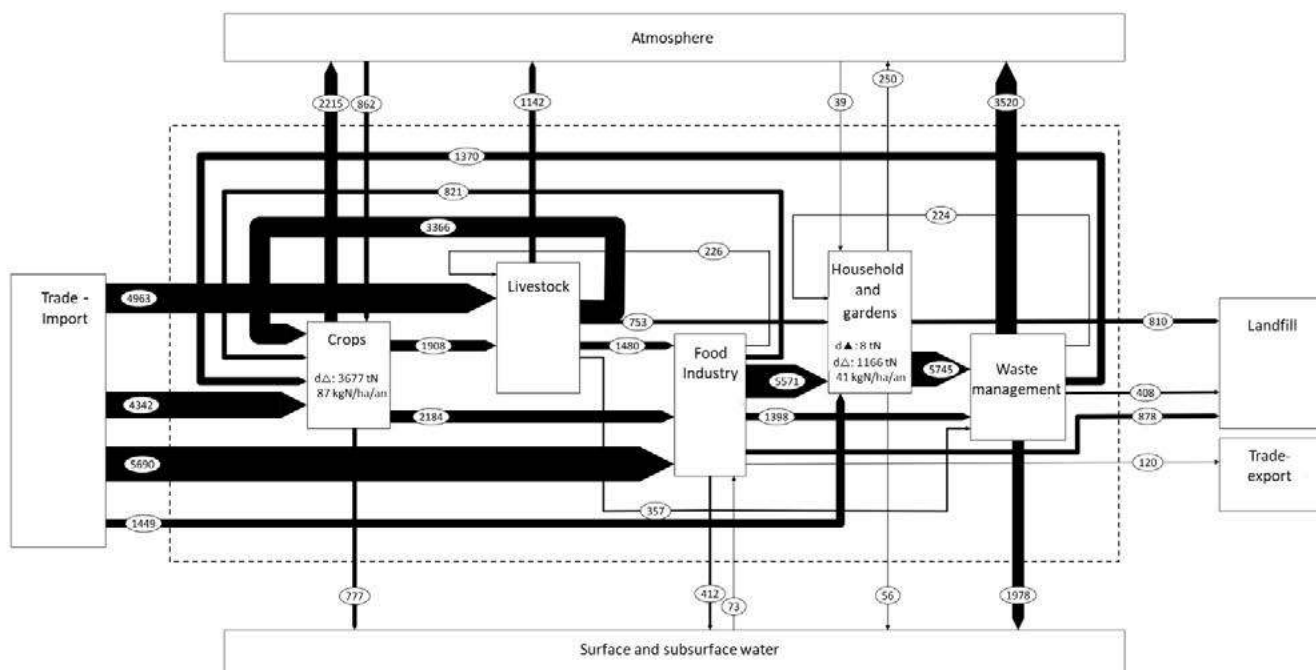 Atmosphere
2215
862
1142
39
250
3520
1370
821
3366
226
224
Trade -
Import
4963
Livestock
Household
and
gardens
d▲: 8 tN
d△: 1166 tN
41 kgN/ha/an
753
810
Landfill
Crops
d△: 3677 tN
87 kgN/ha/an
1908
1480
Food
Industry
5571
5745
Waste
management
408
4342
2184
1398
878
5690
120
Trade-
export
1449
357
777
412
73
56
1978
Surface and subsurface water